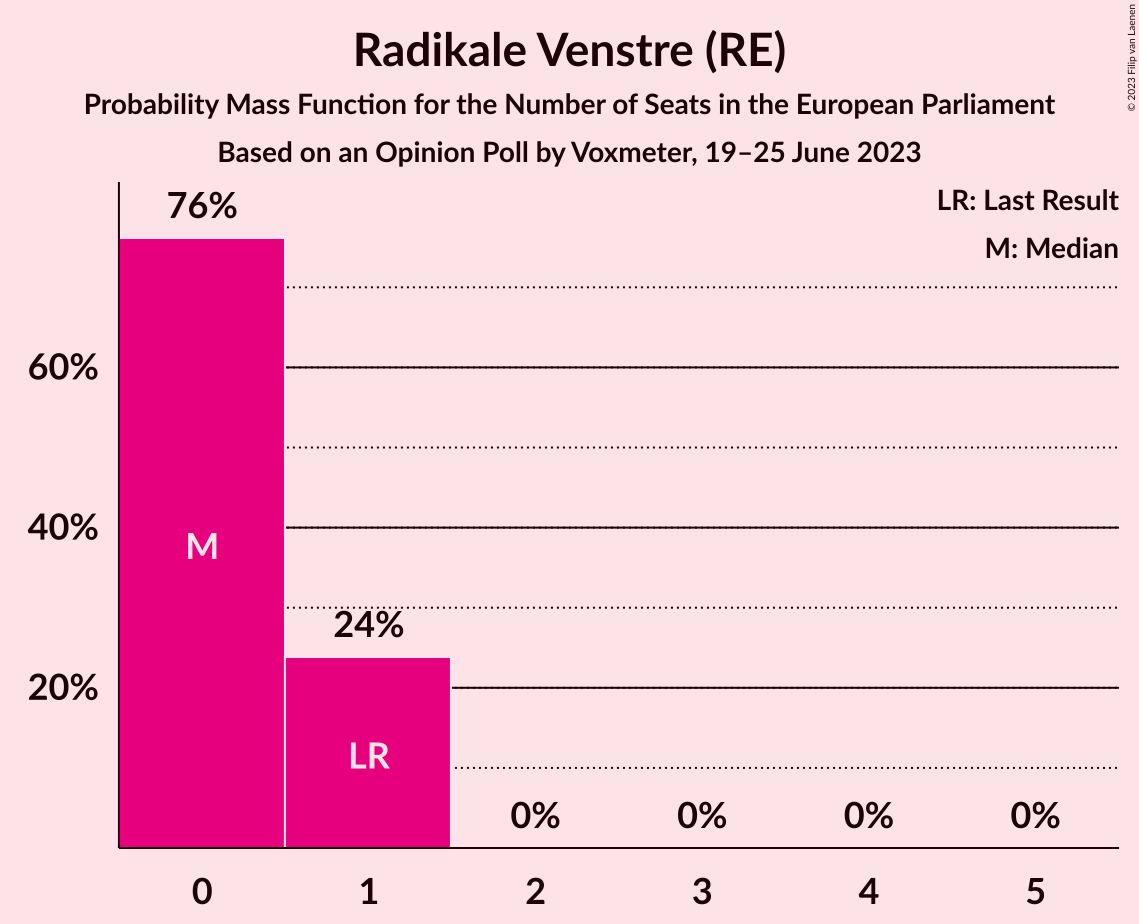 Radikale Venstre (RE)
Probability Mass Function for the Number of Seats in the European Parliament
Based on an Opinion Poll by Voxmeter, 19–25 June 2023
© 2023 Filip van Laenen
LR: Last Result
M: Median
76%
60%
40%
M
24%
20%
LR
0% 0% 0% 0%
0 1 2 3 4 5